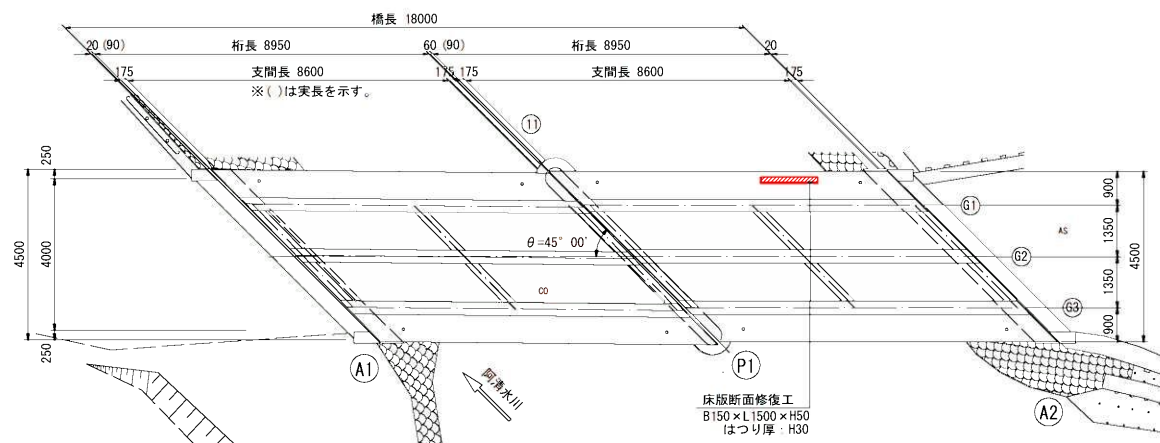 橋長 18000
20 (90)
桁長 8950
60 (90)
桁長 8950
20
175
支間長 8600
175
175
支間長 8600
175
※( )は実長を示す。
11
250
4000
4500
250
θ=45° 00'
CO
G1
G2
G3
AS
900
1350
1350
900
4500
A1
P1
A2
阿清水川
床版断面修復工
B150×L1500×H50
はつり厚:H30